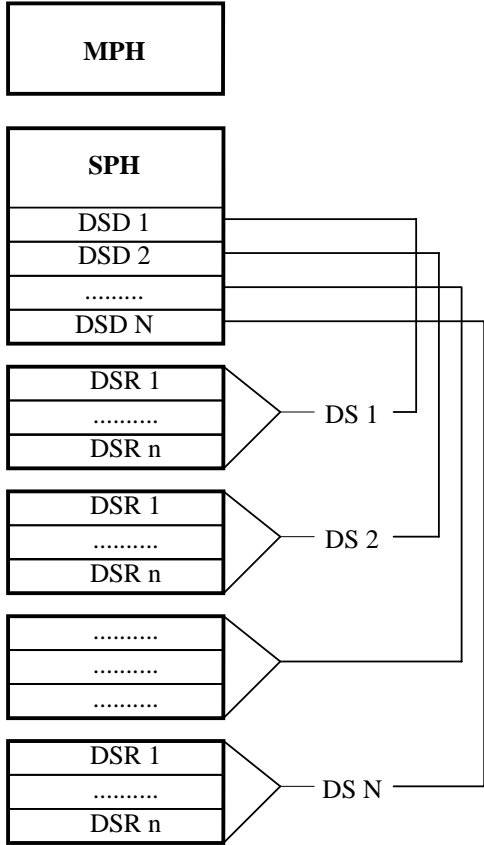 MPH
SPH
DSD 1
DSD 2
.........
DSD N
DSR 1
..........
DSR n
DS 1
DSR 1
..........
DSR n
DS 2
..........
..........
..........
DSR 1
..........
DSR n
DS N